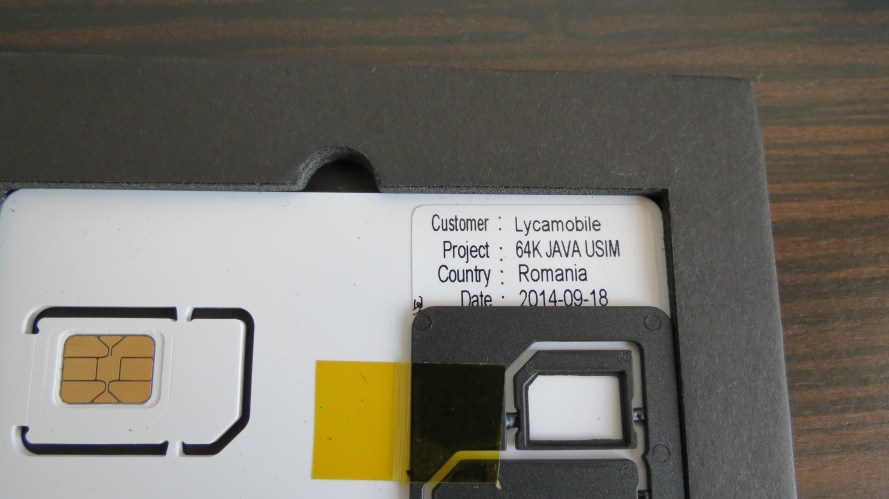 Customer : Lycamobile
Project : 64K JAVA USIM
Country : Romania
Date : 2014-09-18